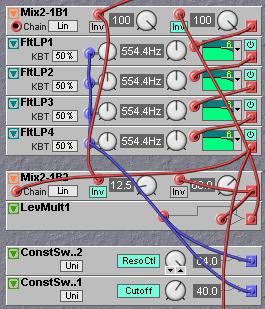 Mix2-1B1
Chain Lin Inv 100 Inv 100
FltLP1
KBT 50 % 554.4Hz 6
FltLP2
KBT 50 % 554.4Hz 6
FltLP3
KBT 50 % 554.4Hz 6
FltLP4
KBT 50 % 554.4Hz 6
Mix2-1B2
Chain Lin Inv 12.5 Inv
LevMult1
ConstSw..2
Uni ResoCtl 64.0
ConstSw..1
Uni Cutoff 40.0